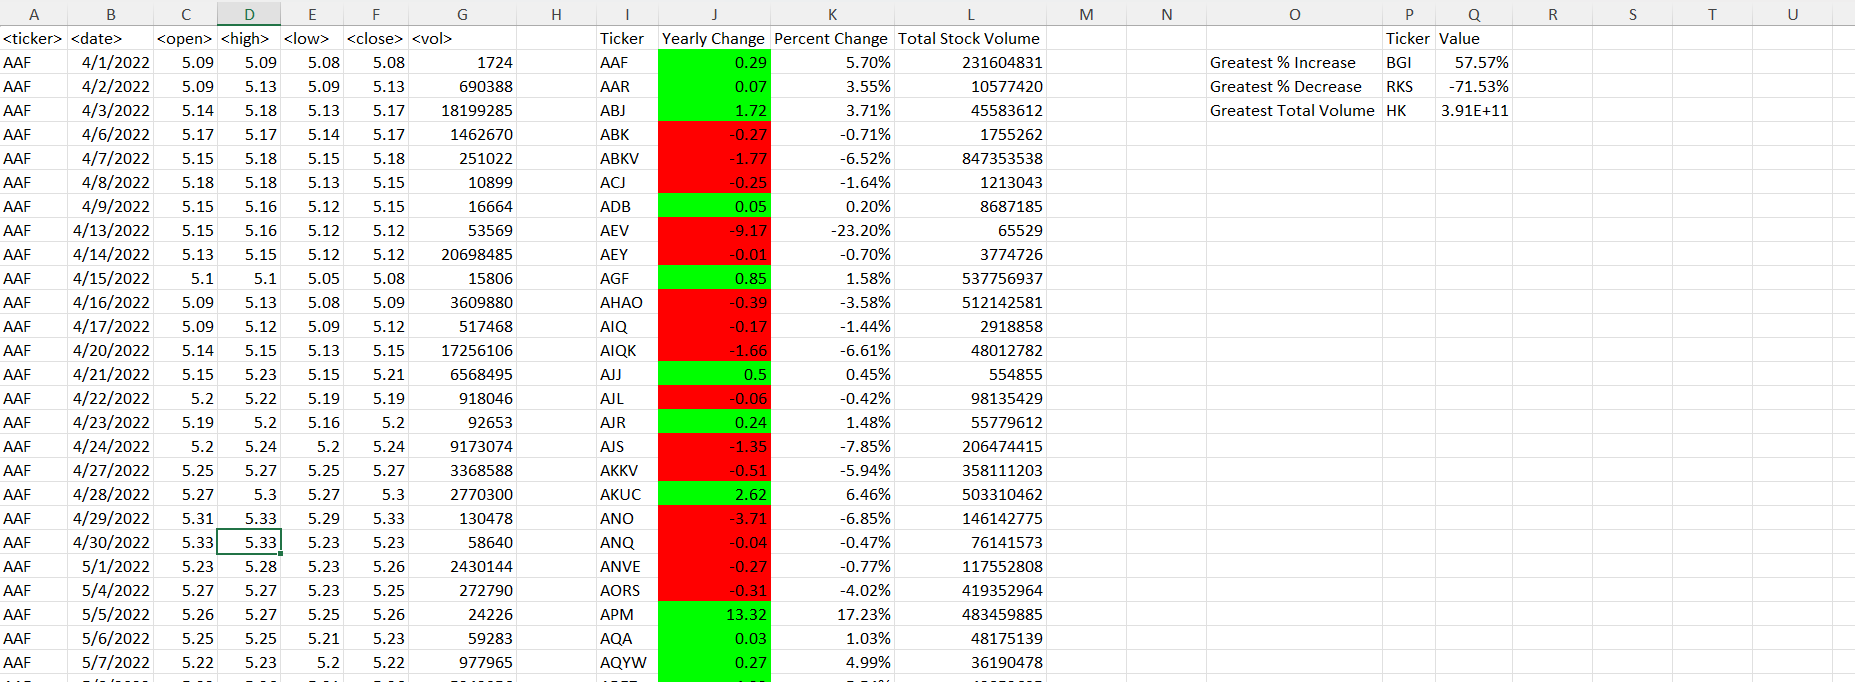 A B C D E F G H I J K L M N O P Q R S T U
<ticker> <date> <open> <high> <low> <close> <vol> Ticker Yearly Change Percent Change Total Stock Volume Ticker Value
AAF 4/1/2022 5.09 5.09 5.08 5.08 1724 AAF 0.29 5.70% 231604831 Greatest % Increase BGI 57.57%
AAF 4/2/2022 5.09 5.13 5.09 5.13 690388 AAR 0.07 3.55% 10577420 Greatest % Decrease RKS -71.53%
AAF 4/3/2022 5.14 5.18 5.13 5.17 18199285 ABJ 1.72 3.71% 45583612 Greatest Total Volume HK 3.91E+11
AAF 4/6/2022 5.17 5.17 5.14 5.17 1462670 ABK -0.27 -0.71% 1755262
AAF 4/7/2022 5.15 5.18 5.15 5.18 251022 ABKV -1.77 -6.52% 847353538
AAF 4/8/2022 5.18 5.18 5.13 5.15 10899 ACJ -0.25 -1.64% 1213043
AAF 4/9/2022 5.15 5.16 5.12 5.15 16664 ADB 0.05 0.20% 8687185
AAF 4/13/2022 5.15 5.16 5.12 5.12 53569 AEV -9.17 -23.20% 65529
AAF 4/14/2022 5.13 5.15 5.12 5.12 20698485 AEY -0.01 -0.70% 3774726
AAF 4/15/2022 5.1 5.1 5.05 5.08 15806 AGF 0.85 1.58% 537756937
AAF 4/16/2022 5.09 5.13 5.08 5.09 3609880 AHAO -0.39 -3.58% 512142581
AAF 4/17/2022 5.09 5.12 5.09 5.12 517468 AIQ -0.17 -1.44% 2918858
AAF 4/20/2022 5.14 5.15 5.13 5.15 17256106 AIQK -1.66 -6.61% 48012782
AAF 4/21/2022 5.15 5.23 5.15 5.21 6568495 AJJ 0.5 0.45% 554855
AAF 4/22/2022 5.2 5.22 5.19 5.19 918046 AJL -0.06 -0.42% 98135429
AAF 4/23/2022 5.19 5.2 5.16 5.2 92653 AJR 0.24 1.48% 55779612
AAF 4/24/2022 5.2 5.24 5.2 5.24 9173074 AJS -1.35 -7.85% 206474415
AAF 4/27/2022 5.25 5.27 5.25 5.27 3368588 AKKV -0.51 -5.94% 358111203
AAF 4/28/2022 5.27 5.3 5.27 5.3 2770300 AKUC 2.62 6.46% 503310462
AAF 4/29/2022 5.31 5.33 5.29 5.33 130478 ANO -3.71 -6.85% 146142775
AAF 4/30/2022 5.33 5.33 5.23 5.23 58640 ANQ -0.04 -0.47% 76141573
AAF 5/1/2022 5.23 5.28 5.23 5.26 2430144 ANVE -0.27 -0.77% 117552808
AAF 5/4/2022 5.27 5.27 5.23 5.25 272790 AORS -0.31 -4.02% 419352964
AAF 5/5/2022 5.26 5.27 5.25 5.26 24226 APM 13.32 17.23% 483459885
AAF 5/6/2022 5.25 5.25 5.21 5.23 59283 AQA 0.03 1.03% 48175139
AAF 5/7/2022 5.22 5.23 5.2 5.22 977965 AQYW 0.27 4.99% 36190478